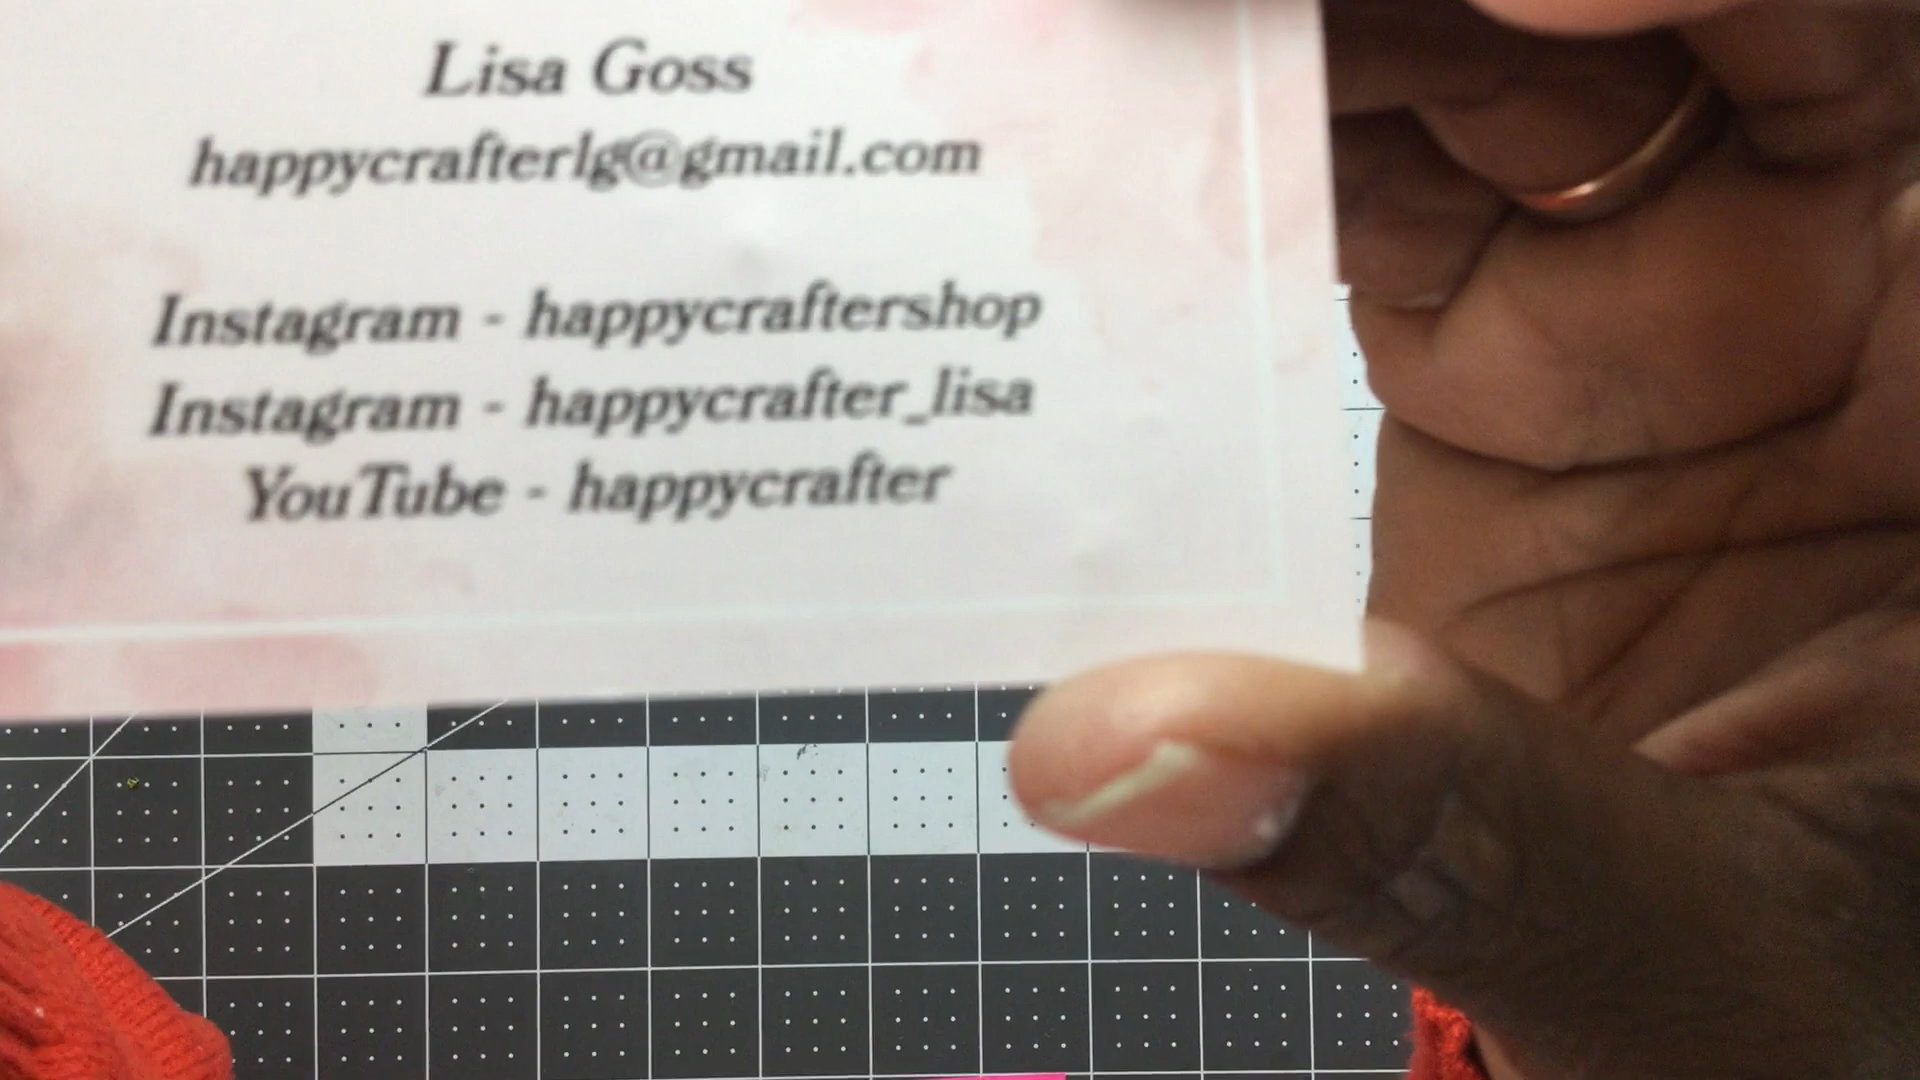 Lisa Goss
happycrafterlg@gmail.com
Instagram - happycraftershop
Instagram - happycrafter_lisa
YouTube - happycrafter